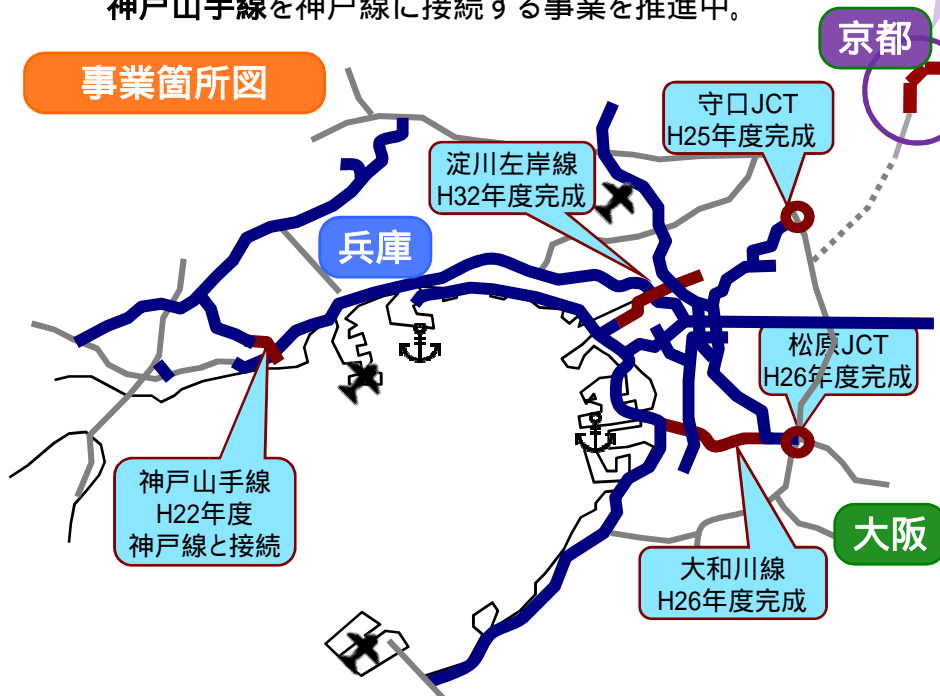 神戸山手線を神戸線に接続する事業を推進中。
京都
事業箇所図
守口JCT
H25年度完成
淀川左岸線
H32年度完成
兵庫
松原JCT
H26年度完成
神戸山手線
H22年度
神戸線と接続
大阪
大和川線
H26年度完成